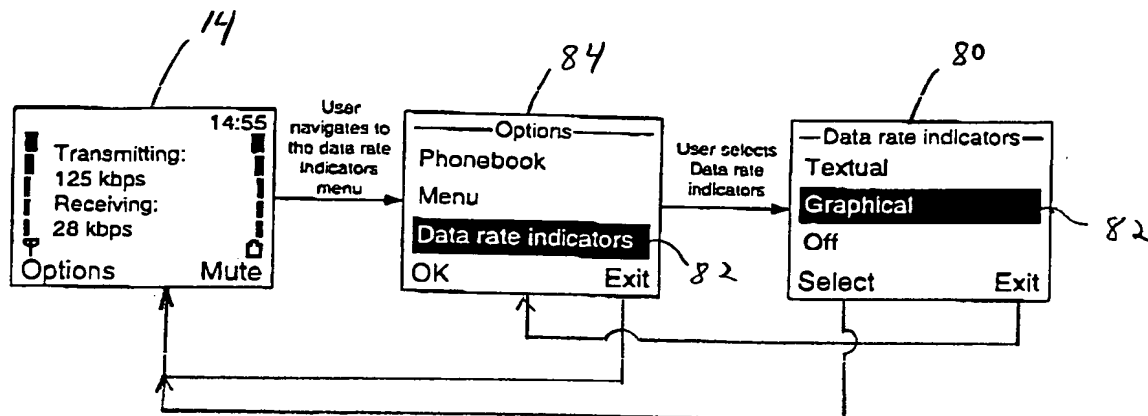 14
84
80
14:55
Transmitting:
125 kbps
Receiving:
28 kbps
Options
Mute
User
navigates to
the data rate
indicators
menu
Options
Phonebook
Menu
Data rate indicators
OK
Exit
82
User selects
Data rate
indicators
Data rate indicators
Textual
Graphical
Off
Select
Exit
82